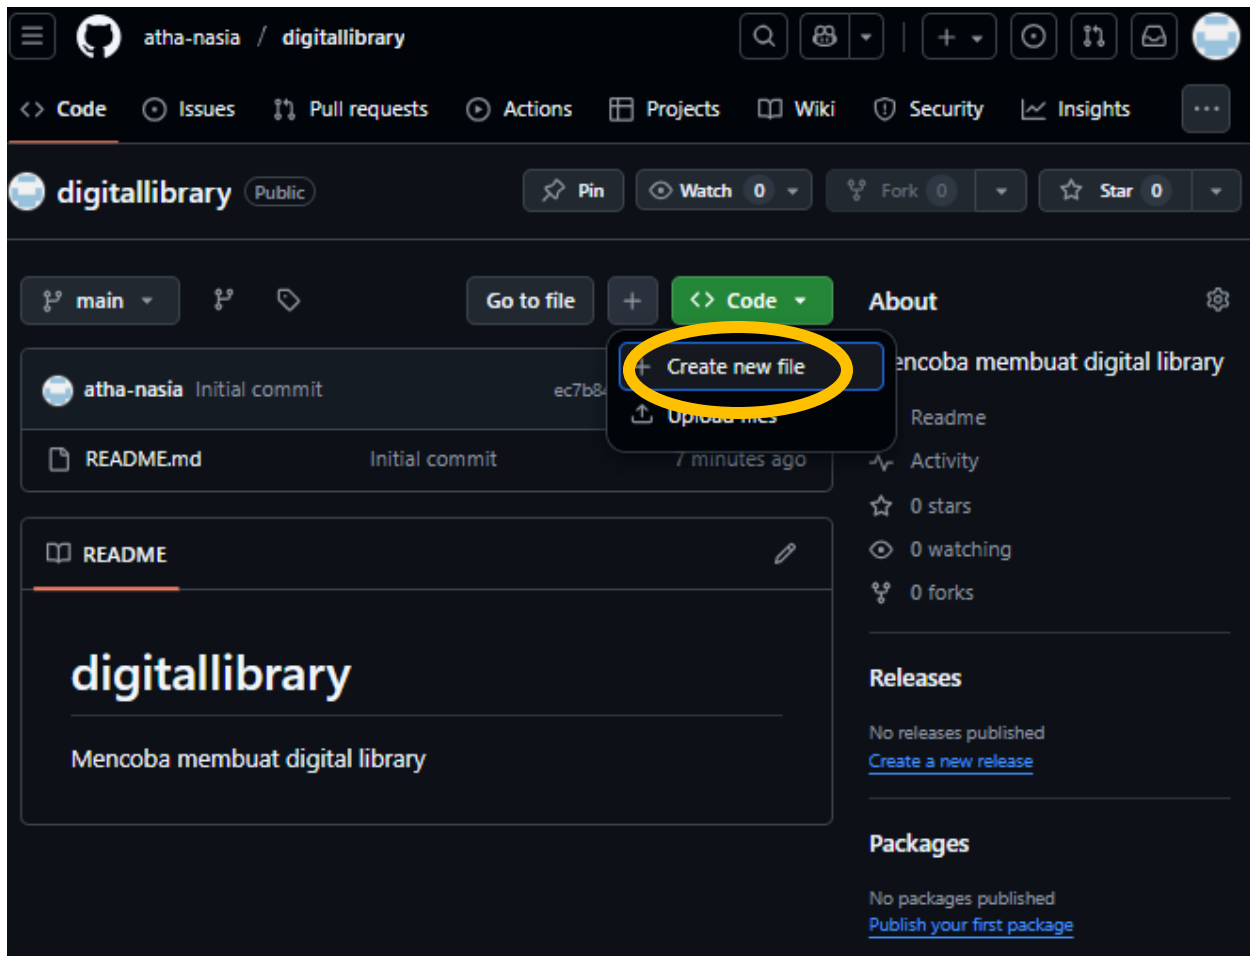 atha-nasia / digitallibrary
Code Issues Pull requests Actions Projects Wiki Security Insights
digitallibrary Public Pin Watch 0 Fork 0 Star 0
main Go to file Code
Create new file
Upload files
atha-nasia Initial commit
README.md Initial commit 7 minutes ago
README
digitallibrary
Mencoba membuat digital library
About
membuat digital library
Readme
Activity
0 stars
0 watching
0 forks
Releases
No releases published
Create a new release
Packages
No packages published
Publish your first package